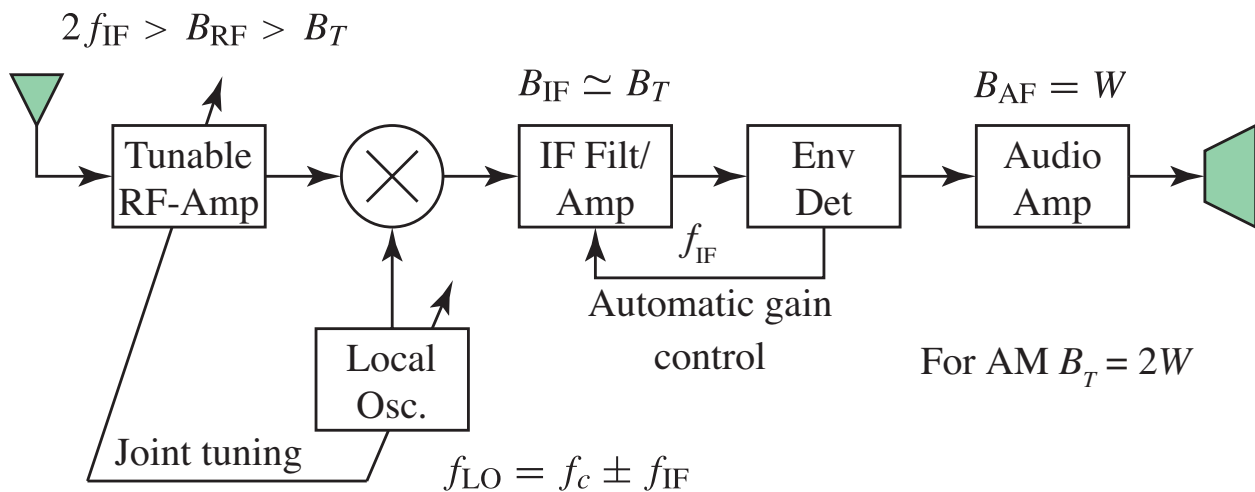 2f_IF > B_RF > B_T
B_IF ≃ B_T
B_AF = W
Tunable
RF-Amp
IF Filt/
Amp
Env
Det
Audio
Amp
f_IF
Automatic gain
control
Local
Osc.
For AM B_T = 2W
Joint tuning
f_LO = f_c ± f_IF